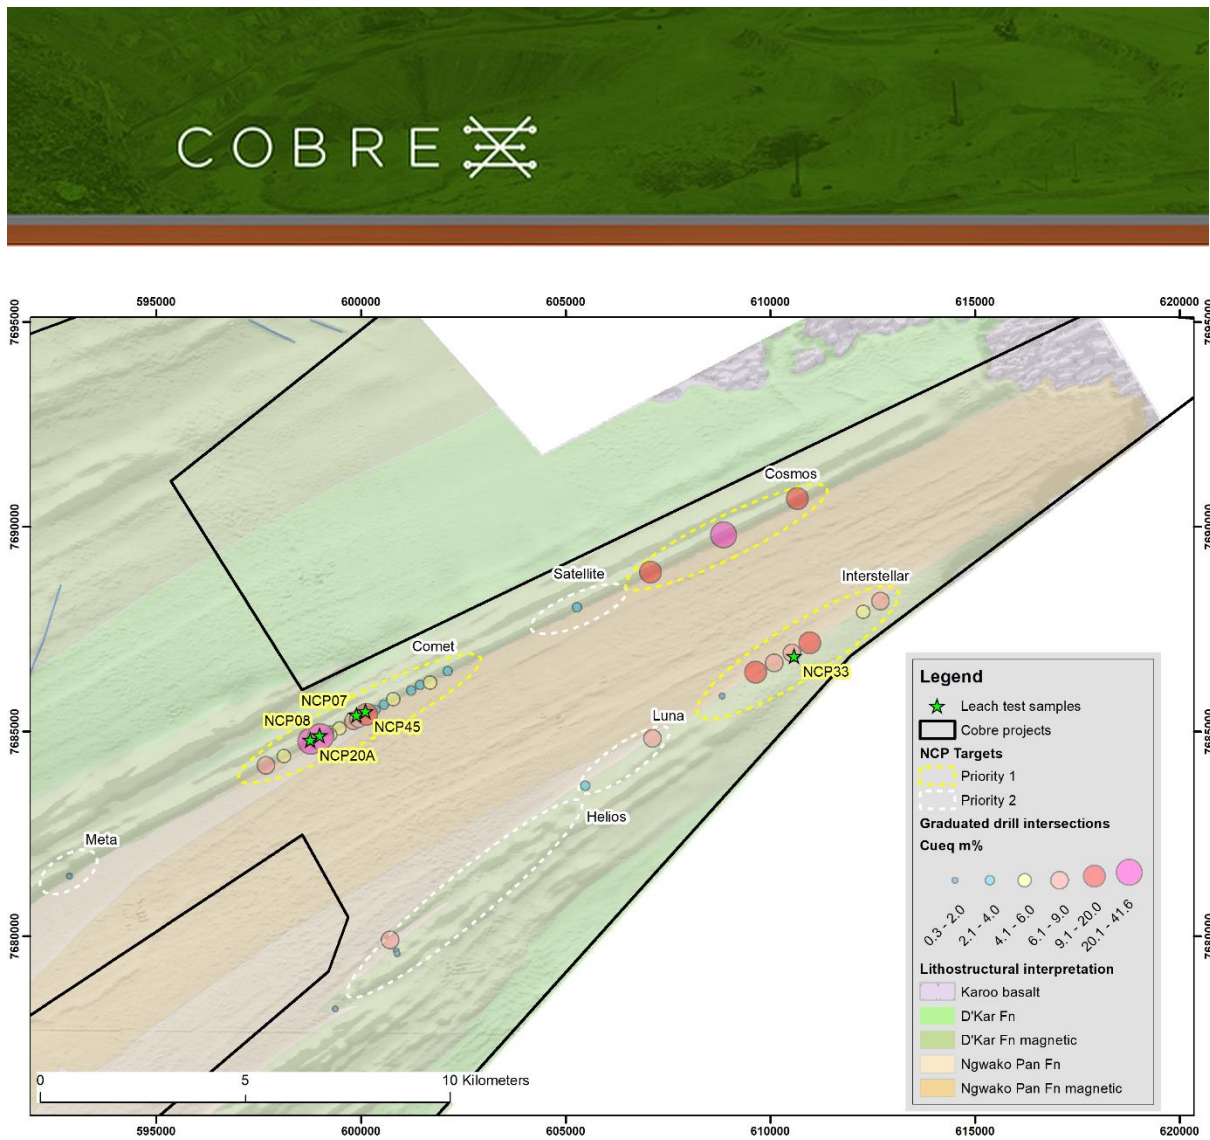 COBRE
595000 600000 605000 610000 615000 620000
7695000 7695000
Cosmos
7690000 7690000
Satellite
Interstellar
Comet
NCP07
NCP33
NCP08
NCP45
Luna
7685000 7685000
NCP20A
Helios
Meta
7680000 7680000
0 5 10 Kilometers
595000 600000 605000 610000 615000 620000
Legend
Leach test samples
Cobre projects
NCP Targets
Priority 1
Priority 2
Graduated drill intersections
Cueq m%
0.3 - 2.0
2.1 - 4.0
4.1 - 6.0
6.1 - 9.0
9.1 - 20.0
20.1 - 41.6
Lithostructural interpretation
Karoo basalt
D'Kar Fn
D'Kar Fn magnetic
Ngwako Pan Fn
Ngwako Pan Fn magnetic